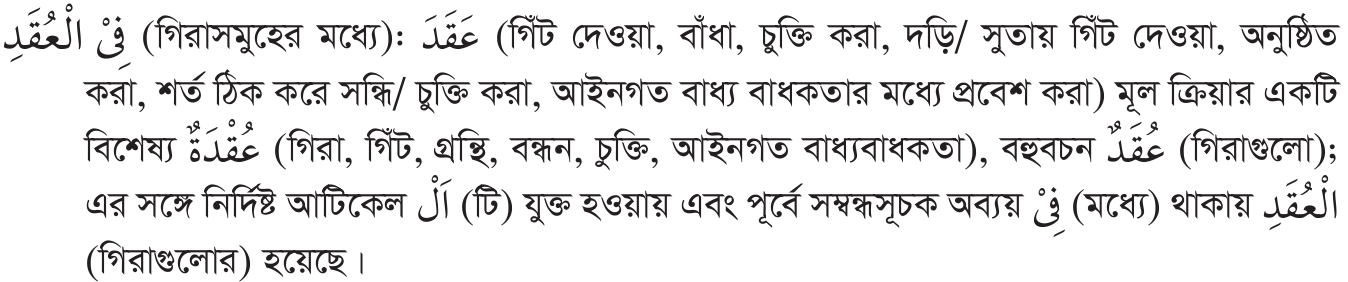 فِيْ الْعُقَدِ (গিরাসমুহের মধ্যে): عَقَدَ (গিঁট দেওয়া, বাঁধা, চুক্তি করা, দড়ি/ সুতায় গিঁট দেওয়া, অনুষ্ঠিত
করা, শর্ত ঠিক করে সন্ধি/ চুক্তি করা, আইনগত বাধ্য বাধকতার মধ্যে প্রবেশ করা) মূল ক্রিয়ার একটি
বিশেষ্য عُقْدَةٌ (গিরা, গিঁট, গ্রন্থি, বন্ধন, চুক্তি, আইনগত বাধ্যবাধকতা), বহুবচন عُقَدٌ (গিরাগুলো);
এর সঙ্গে নির্দিষ্ট আর্টিকেল اَلْ (টি) যুক্ত হওয়ায় এবং পূর্বে সম্বন্ধসূচক অব্যয় فِيْ (মধ্যে) থাকায় الْعُقَدِ
(গিরাগুলোর) হয়েছে।